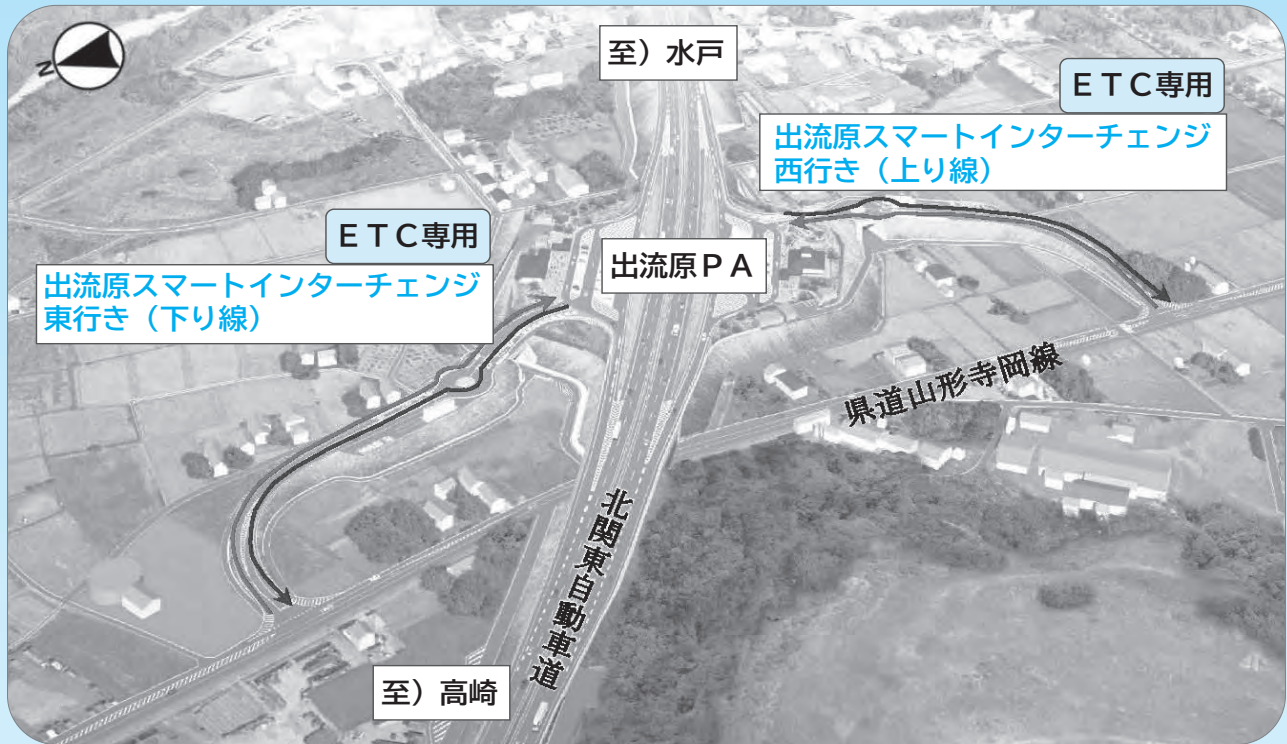 N
至）水戸
ＥＴＣ専用
出流原スマートインターチェンジ
西行き（上り線）
ＥＴＣ専用
出流原スマートインターチェンジ
東行き（下り線）
出流原ＰＡ
県道山形寺岡線
北関東自動車道
至）高崎